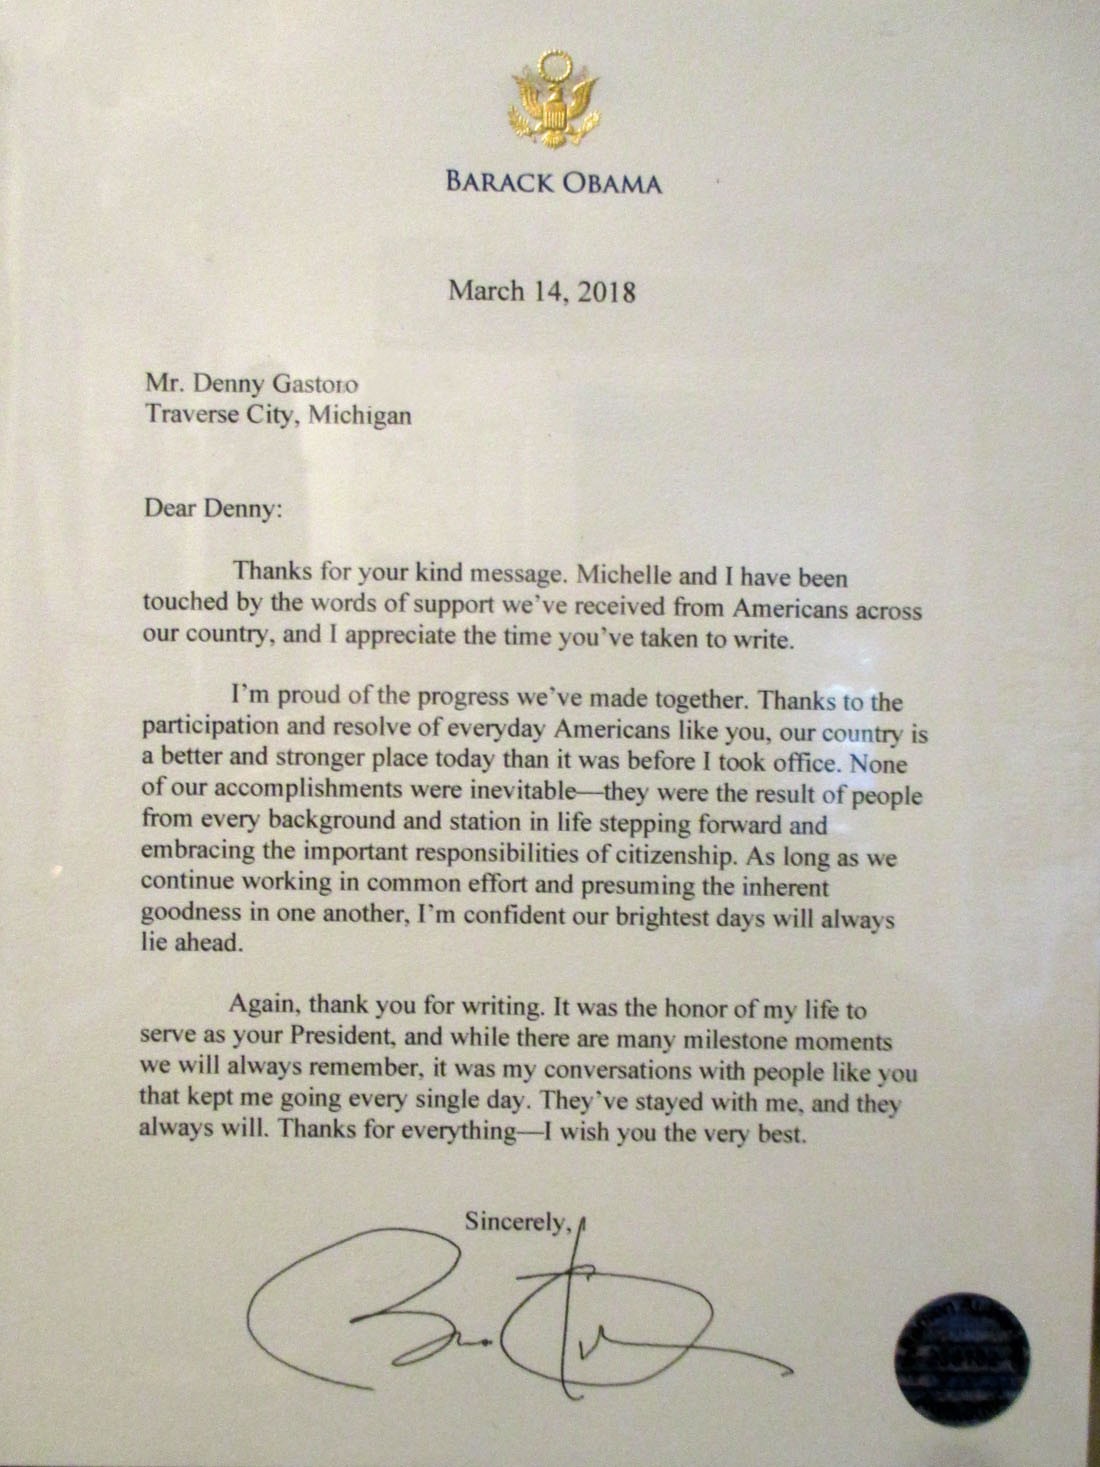 BARACK OBAMA
March 14, 2018
Mr. Denny Gastoro
Traverse City, Michigan
Dear Denny:
Thanks for your kind message. Michelle and I have been
touched by the words of support we've received from Americans across
our country, and I appreciate the time you've taken to write.
I'm proud of the progress we've made together. Thanks to the
participation and resolve of everyday Americans like you, our country is
a better and stronger place today than it was before I took office. None
of our accomplishments were inevitable—they were the result of people
from every background and station in life stepping forward and
embracing the important responsibilities of citizenship. As long as we
continue working in common effort and presuming the inherent
goodness in one another, I'm confident our brightest days will always
lie ahead.
Again, thank you for writing. It was the honor of my life to
serve as your President, and while there are many milestone moments
we will always remember, it was my conversations with people like you
that kept me going every single day. They've stayed with me, and they
always will. Thanks for everything—I wish you the very best.
Sincerely,